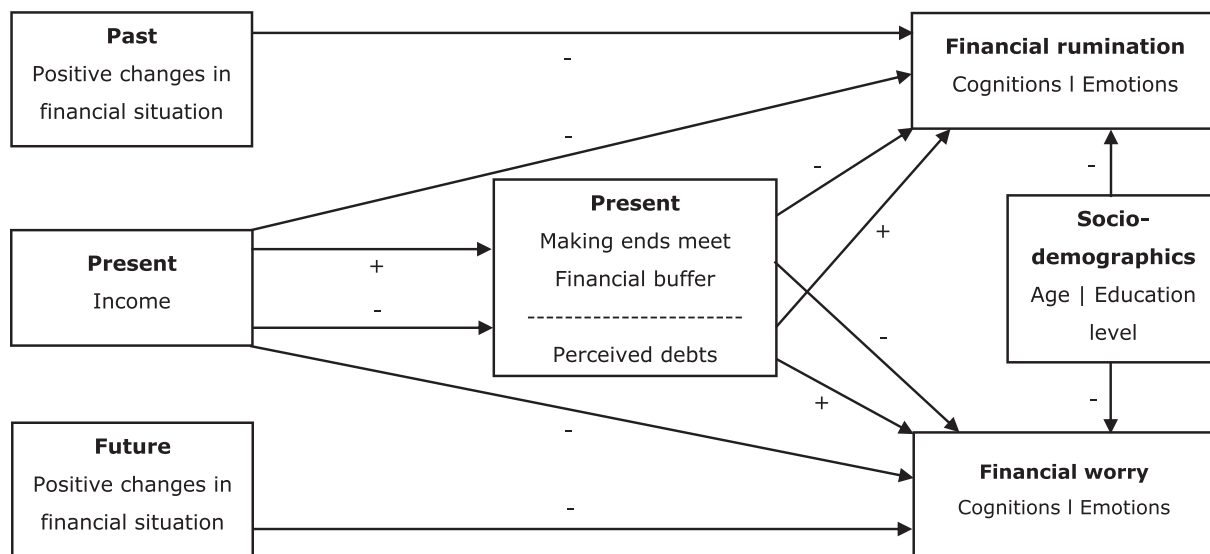 Past
Positive changes in
financial situation
-
Financial rumination
Cognitions l Emotions
-
-
-
Present
Income
+
-
Present
Making ends meet
Financial buffer
--------------------
Perceived debts
+
-
+
Socio-
demographics
Age | Education
level
-
-
Future
Positive changes in
financial situation
-
Financial worry
Cognitions l Emotions